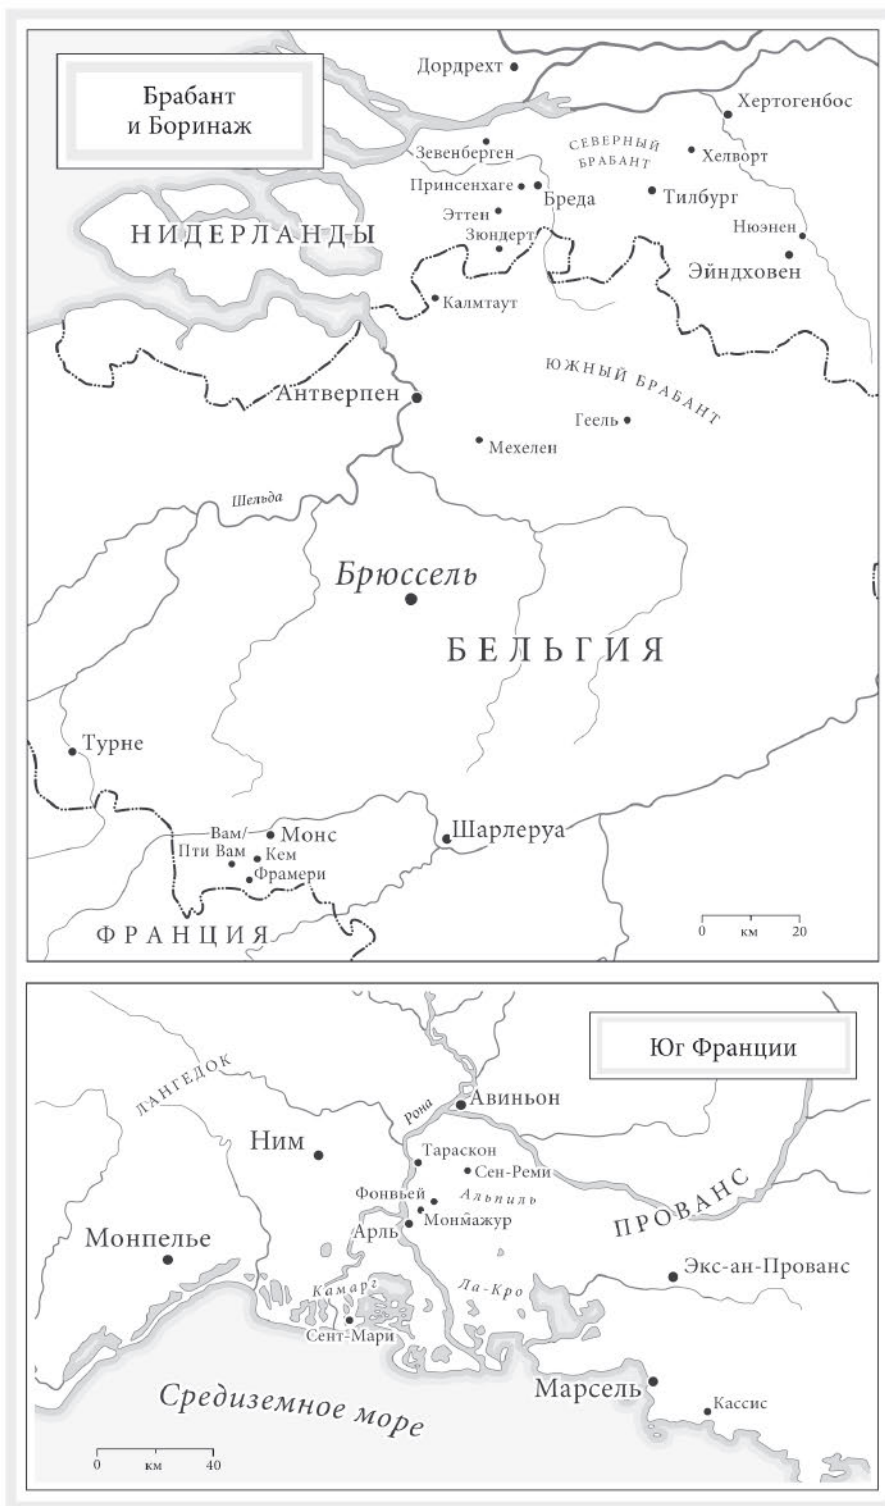 Брабант
и Боринаж
Дордрехт
Хертогенбос
Зевенберген
СЕВЕРНЫЙ
БРАБАНТ
Хелворт
Принсенхаге
Бреда
Тилбург
Эттен
Зюндерт
Нюэнен
НИДЕРЛАНДЫ
Эйндховен
Калмтаут
ЮЖНЫЙ БРАБАНТ
Антверпен
Геель
Мехелен
Шельда
Брюссель
БЕЛЬГИЯ
Турне
Вам/
Пти Вам
Монс
Кем
Фрамери
Шарлеруа
ФРАНЦИЯ
0 км 20
Юг Франции
ЛАНГЕДОК
Рона
Авиньон
Ним
Тараскон
Сен-Реми
Фонвьей
Альпиль
Монмажур
Арль
ПРОВАНС
Монпелье
Экс-ан-Прованс
Камарг
Ла-Кро
Сент-Мари
Марсель
Кассис
Средиземное море
0 км 40